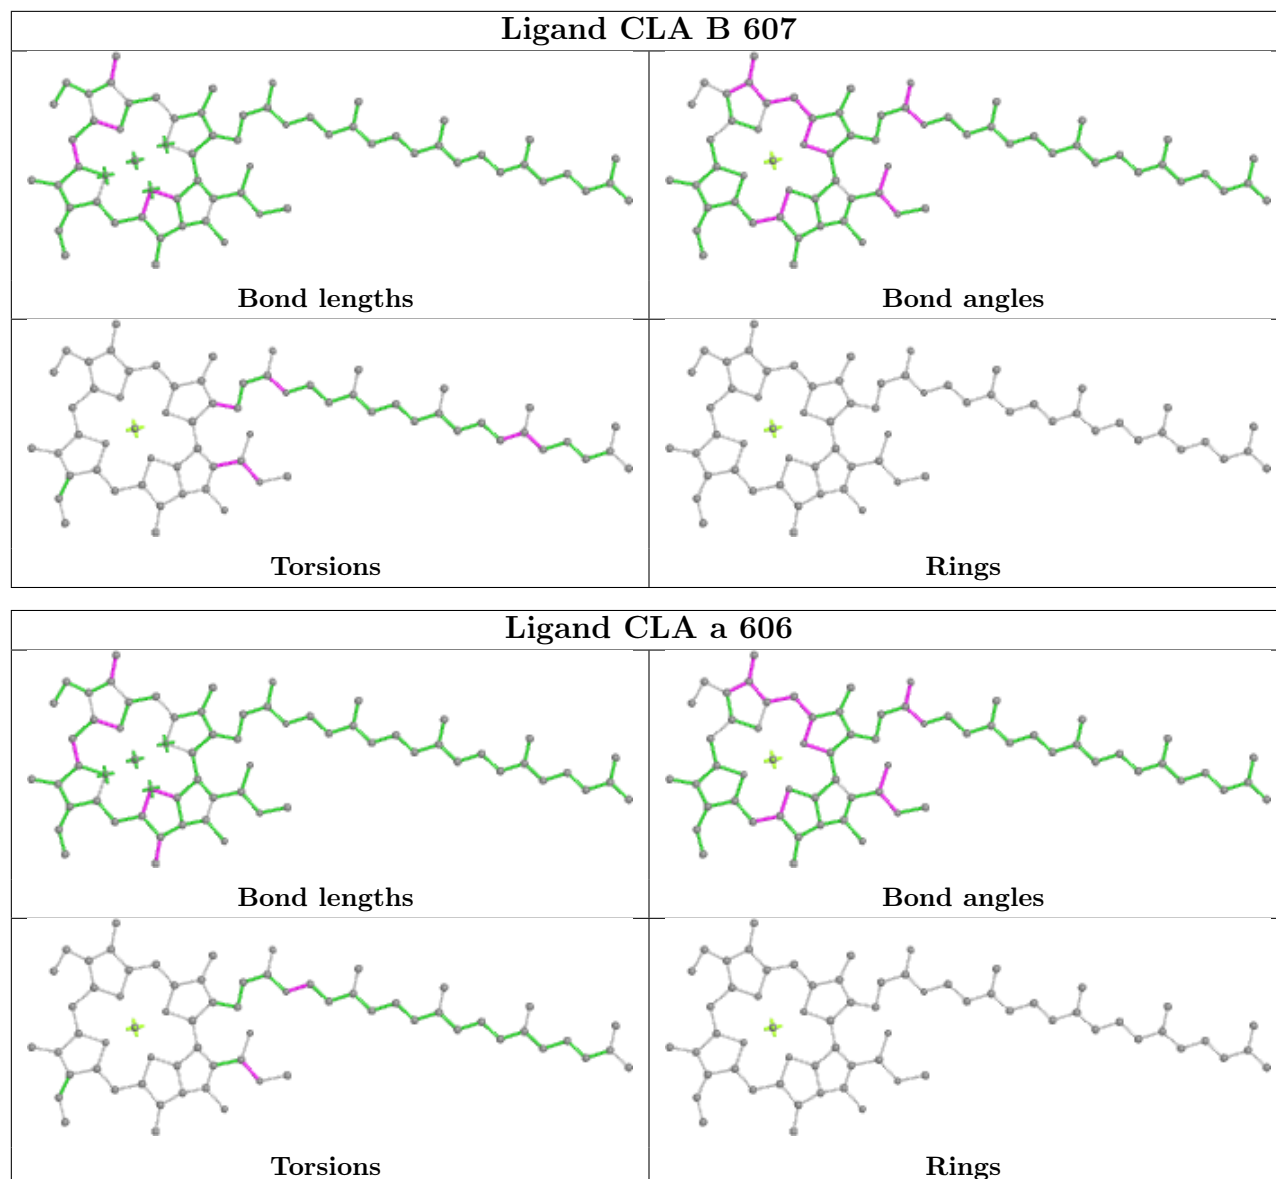 Ligand CLA B 607
Bond lengths
Bond angles
Torsions
Rings
Ligand CLA a 606
Bond lengths
Bond angles
Torsions
Rings